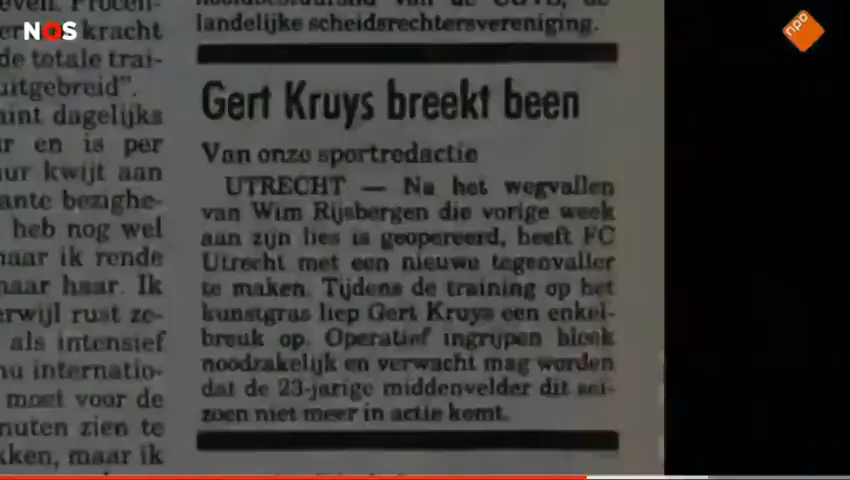 NOS
npo
landelijke scheidsrechtersvereniging.
Gert Kruys breekt been
Van onze sportredactie
UTRECHT — Na het wegvallen
van Wim Rijsbergen die vorige week
aan zijn lies is geopereerd, heeft FC
Utrecht met een nieuwe tegenvaller
te maken. Tijdens de training op het
kunstgras liep Gert Kruys een enkel-
breuk op. Operatief ingrijpen bleek
noodzakelijk en verwacht mag worden
dat de 23-jarige middenvelder dit sei-
zoen niet meer in actie komt.
kracht
de totale trai-
uitgebreid".
dagelijks
en is per
kwijt aan
bezighe-
heb nog wel
ik rende
naar haar. Ik
rust ze-
als intensief
internatio-
moet voor de
zien te
maar ik